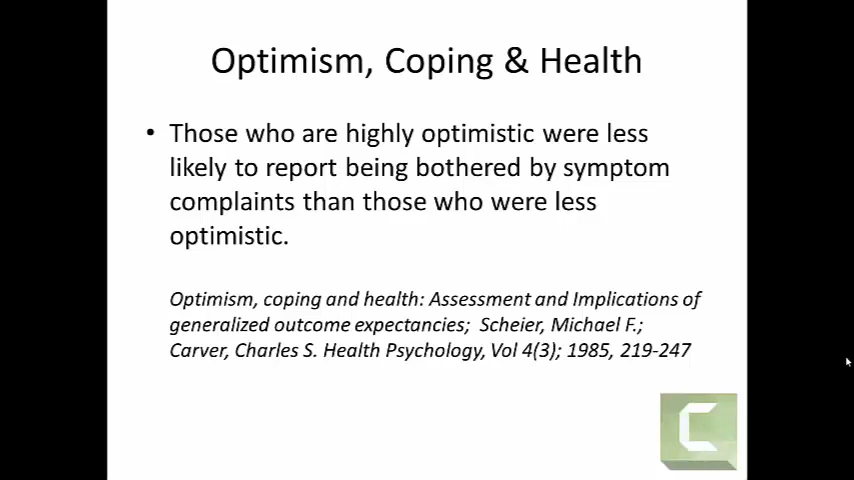 Optimism, Coping & Health
• Those who are highly optimistic were less
likely to report being bothered by symptom
complaints than those who were less
optimistic.
Optimism, coping and health: Assessment and Implications of
generalized outcome expectancies; Scheier, Michael F.;
Carver, Charles S. Health Psychology, Vol 4(3); 1985, 219-247
C